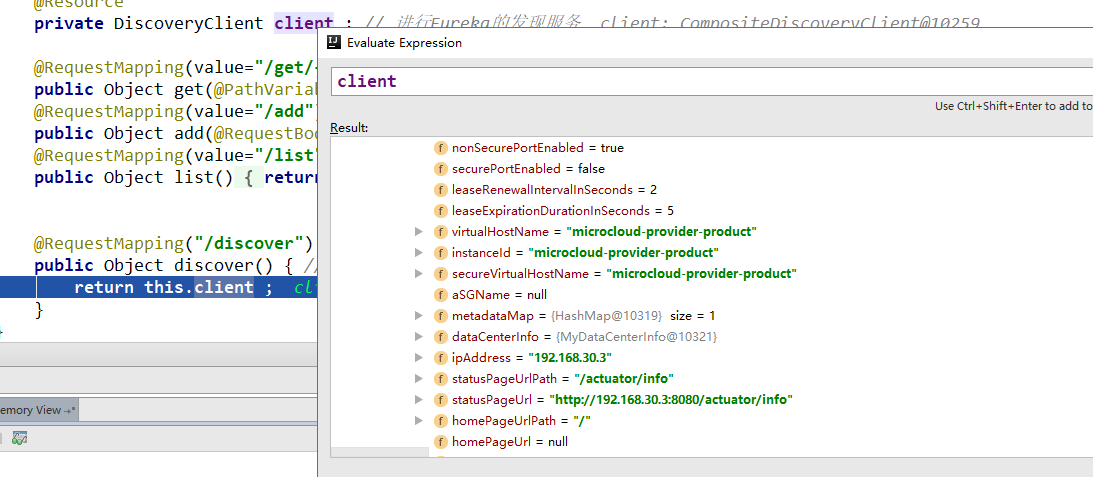 @Resource
private DiscoveryClient client ; // 进行Eureka的发现服务 client: CompositeDiscoveryClient@10259
Evaluate Expression
@RequestMapping(value="/get/
public Object get(@PathVariab
@RequestMapping(value="/add"
public Object add(@RequestBod
@RequestMapping(value="/list"
public Object list() { return
@RequestMapping("/discover")
public Object discover() { //
return this.client ; cl
}
emory View
client
Use Ctrl+Shift+Enter to add to
Result:
f nonSecurePortEnabled = true
f securePortEnabled = false
f leaseRenewalIntervalInSeconds = 2
f leaseExpirationDurationInSeconds = 5
f virtualHostName = "microcloud-provider-product"
f instanceId = "microcloud-provider-product"
f secureVirtualHostName = "microcloud-provider-product"
f aSGName = null
f metadataMap = {HashMap@10319} size = 1
f dataCenterInfo = {MyDataCenterInfo@10321}
f ipAddress = "192.168.30.3"
f statusPageUrlPath = "/actuator/info"
f statusPageUrl = "http://192.168.30.3:8080/actuator/info"
f homePageUrlPath = "/"
f homePageUrl = null